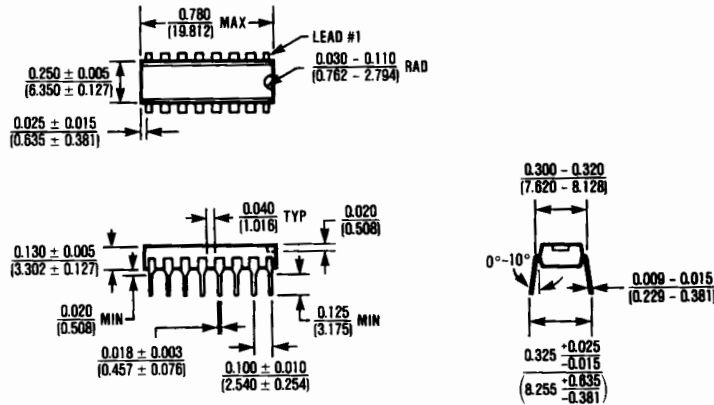 0.780
(19.812) MAX
LEAD #1
0.030 – 0.110
(0.762 – 2.794) RAD
0.250 ± 0.005
(6.350 ± 0.127)
0.025 ± 0.015
(0.635 ± 0.381)
0.040
(1.016) TYP
0.020
(0.508)
0.130 ± 0.005
(3.302 ± 0.127)
0.020
(0.508) MIN
0.125
(3.175) MIN
0.018 ± 0.003
(0.457 ± 0.076)
0.100 ± 0.010
(2.540 ± 0.254)
0.300 – 0.320
(7.620 – 8.128)
0°–10°
0.009 – 0.015
(0.229 – 0.381)
0.325 +0.025
-0.015
(8.255 +0.635
-0.381)